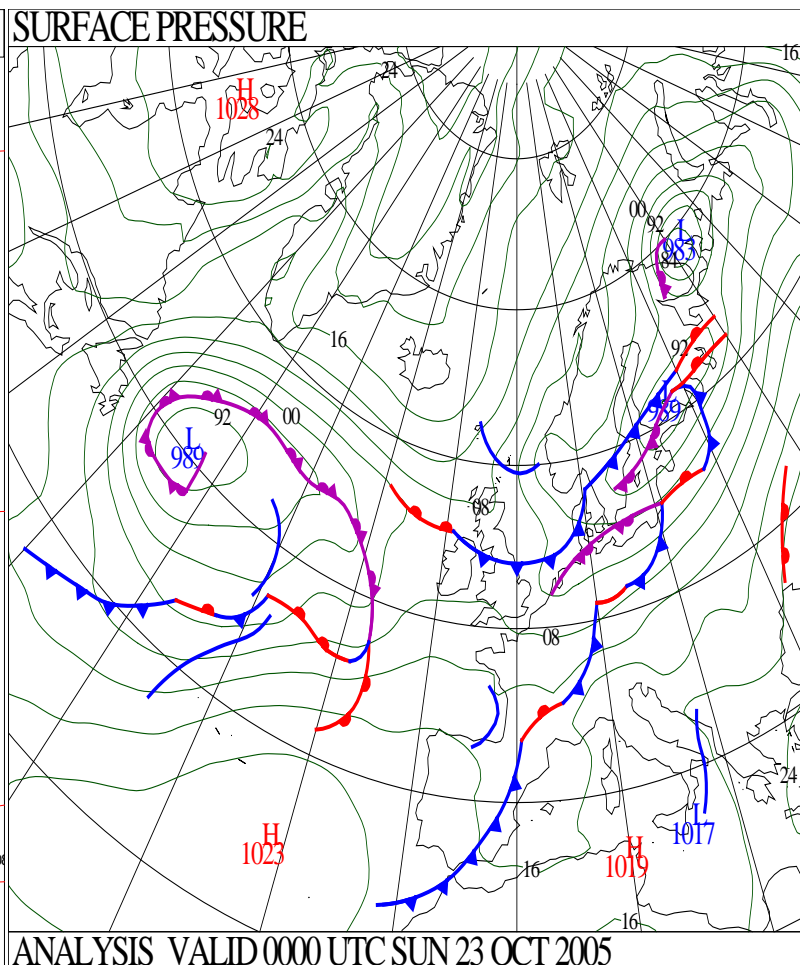 SURFACE PRESSURE
16
24
H
1028
24
00
92
L
983
84
16
92
92
00
L
989
L
989
08
08
24
L
1017
H
1023
H
1019
16
16
ANALYSIS VALID 0000 UTC SUN 23 OCT 2005